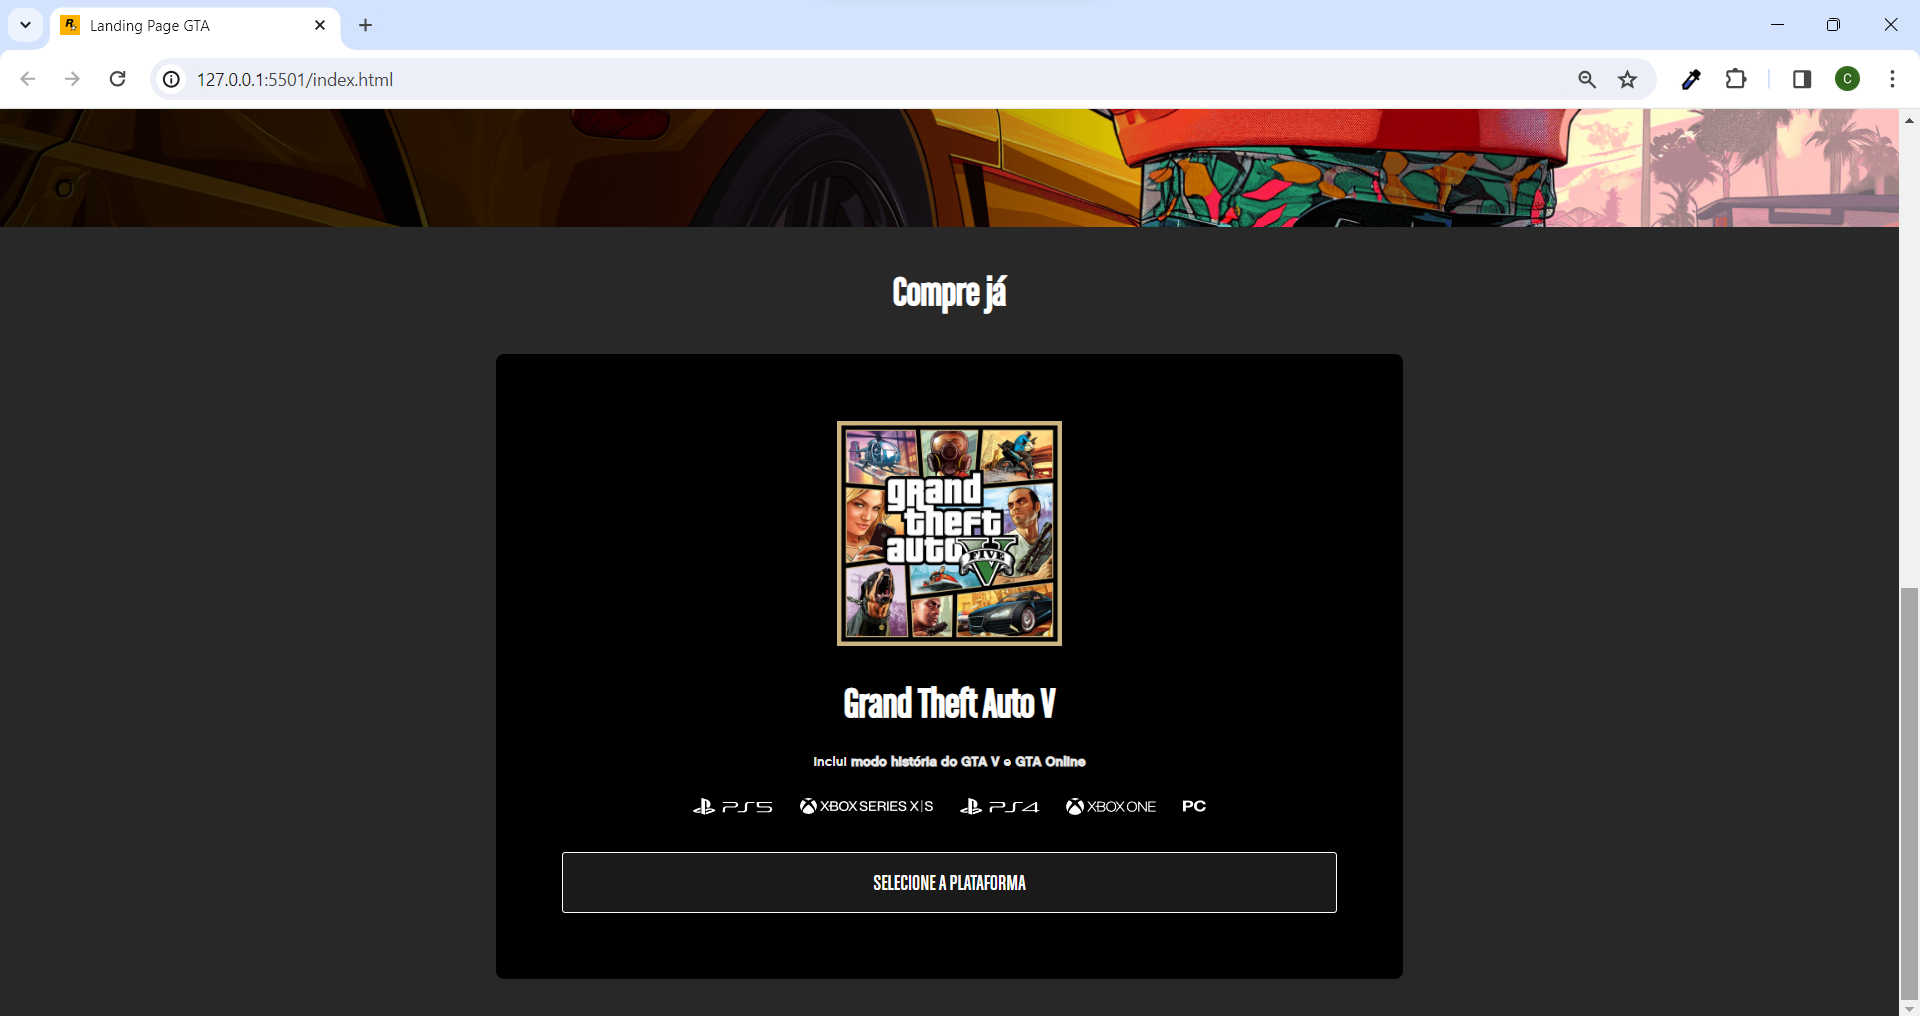 Landing Page GTA
127.0.0.1:5501/index.html
C
Compre já
grand
theft
auto V
FIVE
Grand Theft Auto V
Inclui modo história do GTA V e GTA Online
PS5 XBOX SERIES X|S PS4 XBOX ONE PC
SELECIONE A PLATAFORMA